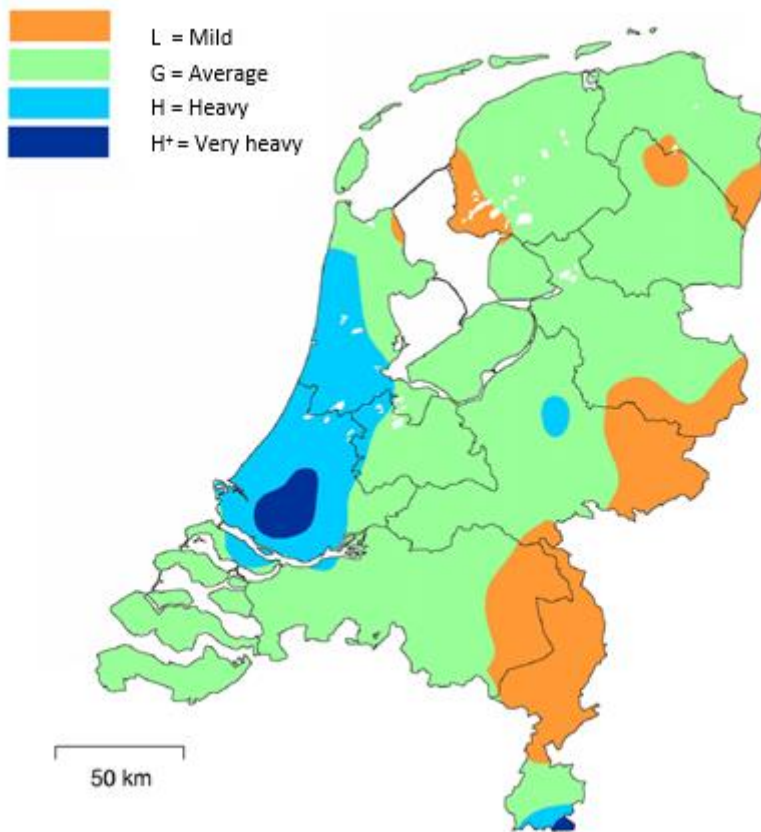 L = Mild
G = Average
H = Heavy
H⁺ = Very heavy
50 km